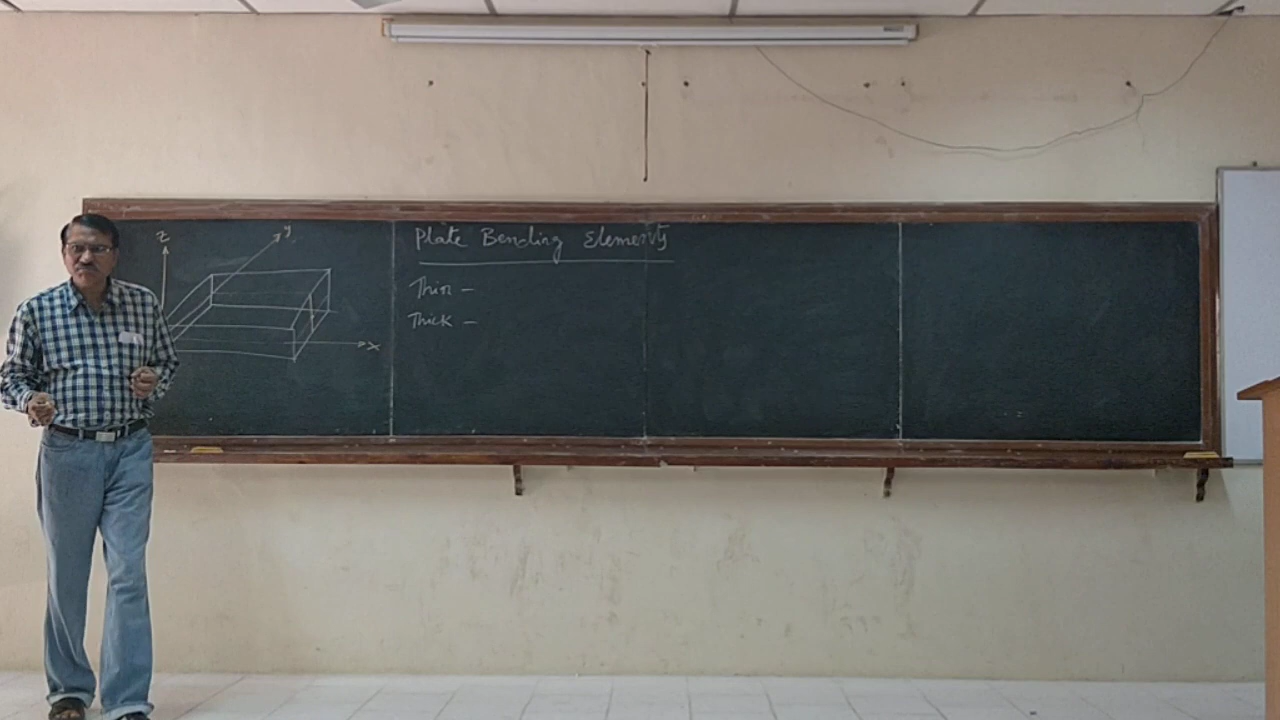 z
y
x
Plate Bending Elements
Thin -
Thick -